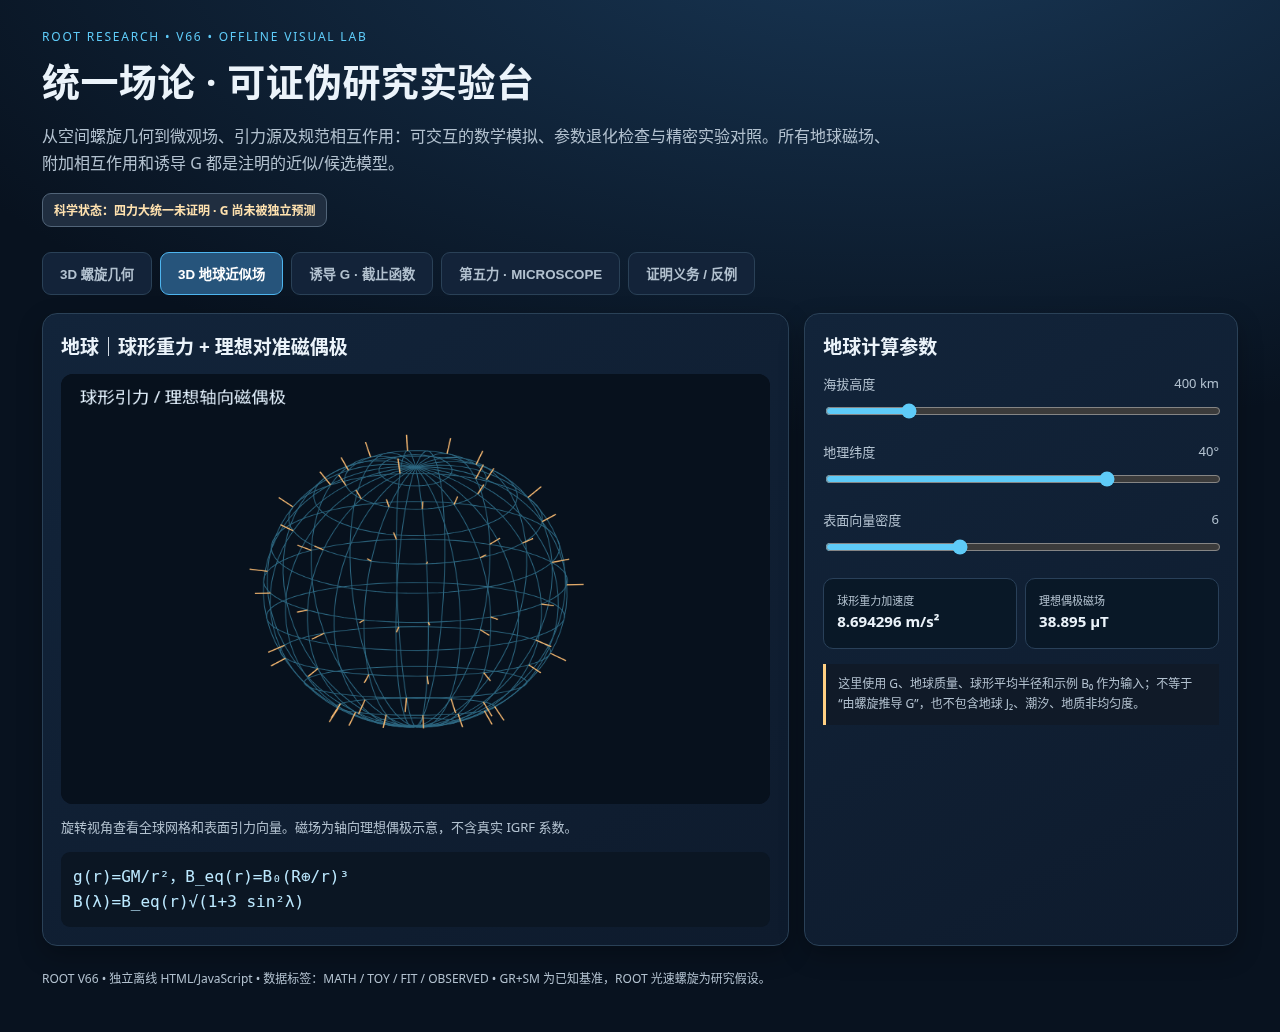 ROOT RESEARCH • V66 • OFFLINE VISUAL LAB
统一场论 · 可证伪研究实验台
从空间螺旋几何到微观场、引力源及规范相互作用：可交互的数学模拟、参数退化检查与精密实验对照。所有地球磁场、
附加相互作用和诱导 G 都是注明的近似/候选模型。
科学状态：四力大统一未证明 · G 尚未被独立预测
3D 螺旋几何
3D 地球近似场
诱导 G · 截止函数
第五力 · MICROSCOPE
证明义务 / 反例
地球｜球形重力 + 理想对准磁偶极
球形引力 / 理想轴向磁偶极
旋转视角查看全球网格和表面引力向量。磁场为轴向理想偶极示意，不含真实 IGRF 系数。
g(r)=GM/r²，B_eq(r)=B₀(R⊕/r)³
B(λ)=B_eq(r)√(1+3 sin²λ)
地球计算参数
海拔高度 400 km
地理纬度 40°
表面向量密度 6
球形重力加速度
8.694296 m/s²
理想偶极磁场
38.895 μT
这里使用 G、地球质量、球形平均半径和示例 B₀ 作为输入；不等于
“由螺旋推导 G”，也不包含地球 J₂、潮汐、地质非均匀度。
ROOT V66 • 独立离线 HTML/JavaScript • 数据标签：MATH / TOY / FIT / OBSERVED • GR+SM 为已知基准，ROOT 光速螺旋为研究假设。